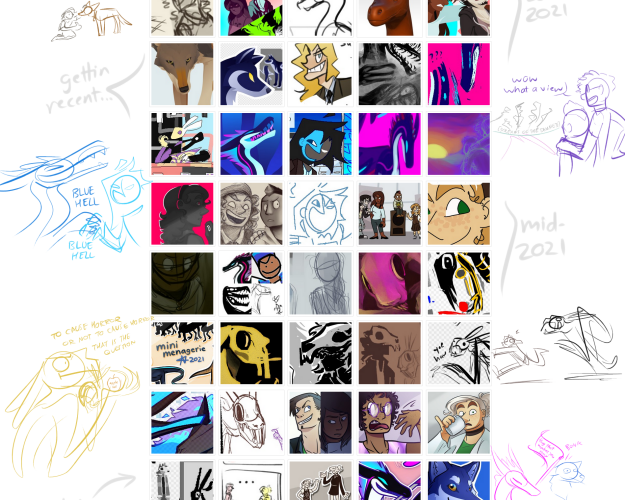 2021
gettin
recent...
wow
what a view)
BLUE
HELL
BLUE
HELL
mid-
2021
TO CAUSE HORROR
OR NOT TO CAUSE HORROR
THAT IS THE
QUESTION
mini
menagerie
2021